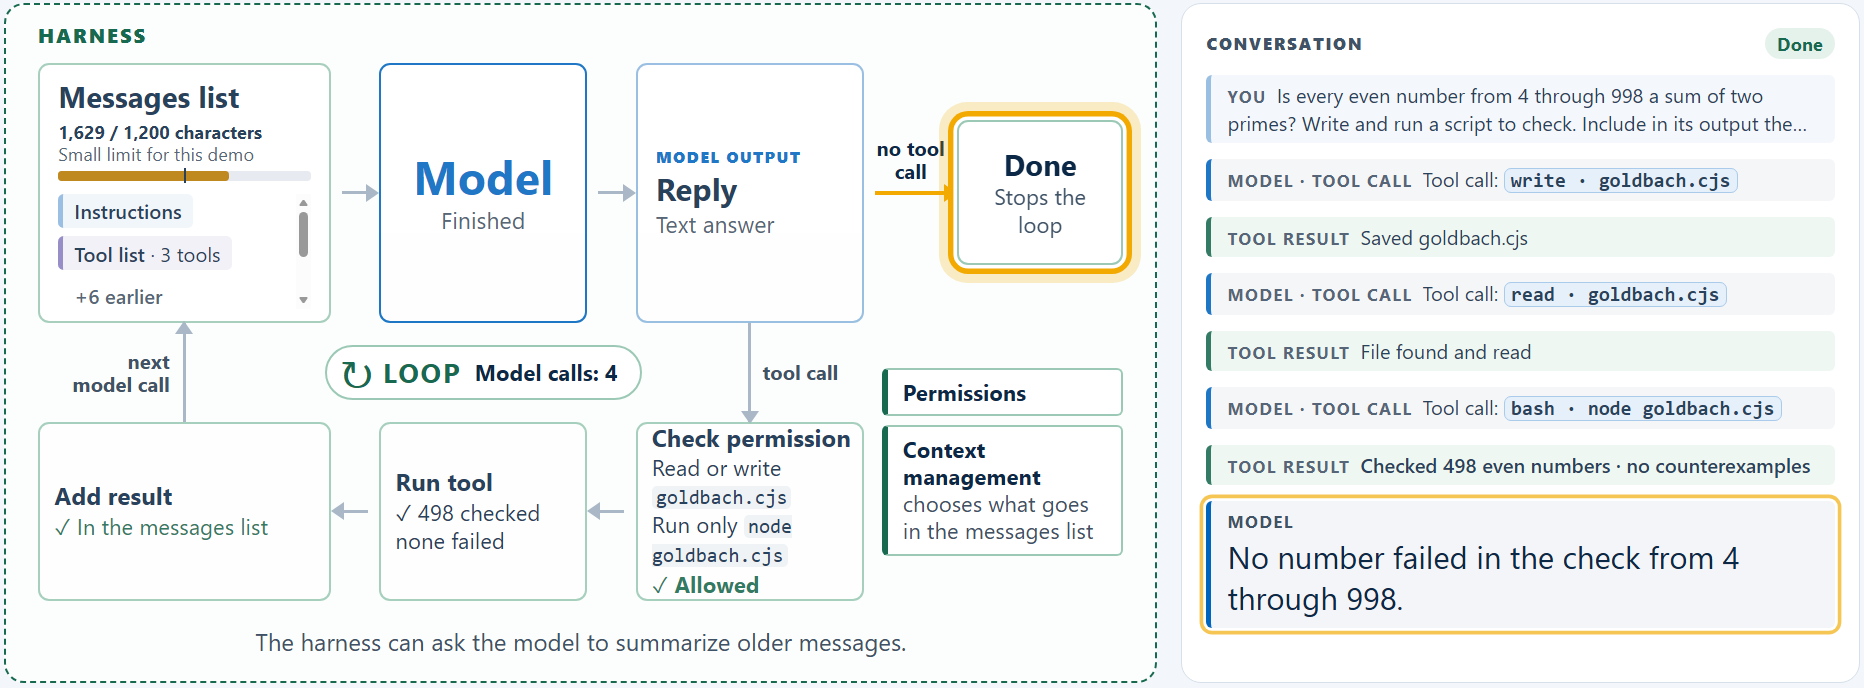 HARNESS
Messages list
1,629 / 1,200 characters
Small limit for this demo
Instructions
Tool list · 3 tools
+6 earlier
Model
Finished
MODEL OUTPUT
Reply
Text answer
no tool
call
Done
Stops the
loop
next
model call
↻ LOOP Model calls: 4
tool call
Permissions
Context
management
chooses what goes
in the messages list
Add result
✓ In the messages list
Run tool
✓ 498 checked
none failed
Check permission
Read or write
goldbach.cjs
Run only node
goldbach.cjs
✓ Allowed
The harness can ask the model to summarize older messages.
CONVERSATION
Done
YOU Is every even number from 4 through 998 a sum of two
primes? Write and run a script to check. Include in its output the...
MODEL · TOOL CALL Tool call: write · goldbach.cjs
TOOL RESULT Saved goldbach.cjs
MODEL · TOOL CALL Tool call: read · goldbach.cjs
TOOL RESULT File found and read
MODEL · TOOL CALL Tool call: bash · node goldbach.cjs
TOOL RESULT Checked 498 even numbers · no counterexamples
MODEL
No number failed in the check from 4
through 998.